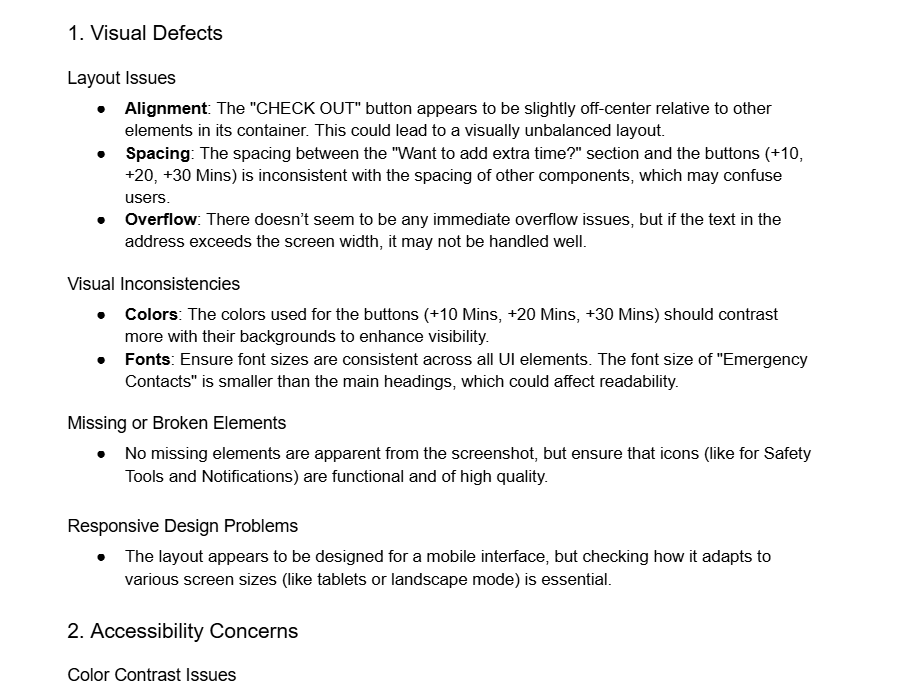 1. Visual Defects
Layout Issues
● Alignment: The "CHECK OUT" button appears to be slightly off-center relative to other
elements in its container. This could lead to a visually unbalanced layout.
● Spacing: The spacing between the "Want to add extra time?" section and the buttons (+10,
+20, +30 Mins) is inconsistent with the spacing of other components, which may confuse
users.
● Overflow: There doesn’t seem to be any immediate overflow issues, but if the text in the
address exceeds the screen width, it may not be handled well.
Visual Inconsistencies
● Colors: The colors used for the buttons (+10 Mins, +20 Mins, +30 Mins) should contrast
more with their backgrounds to enhance visibility.
● Fonts: Ensure font sizes are consistent across all UI elements. The font size of "Emergency
Contacts" is smaller than the main headings, which could affect readability.
Missing or Broken Elements
● No missing elements are apparent from the screenshot, but ensure that icons (like for Safety
Tools and Notifications) are functional and of high quality.
Responsive Design Problems
● The layout appears to be designed for a mobile interface, but checking how it adapts to
various screen sizes (like tablets or landscape mode) is essential.
2. Accessibility Concerns
Color Contrast Issues